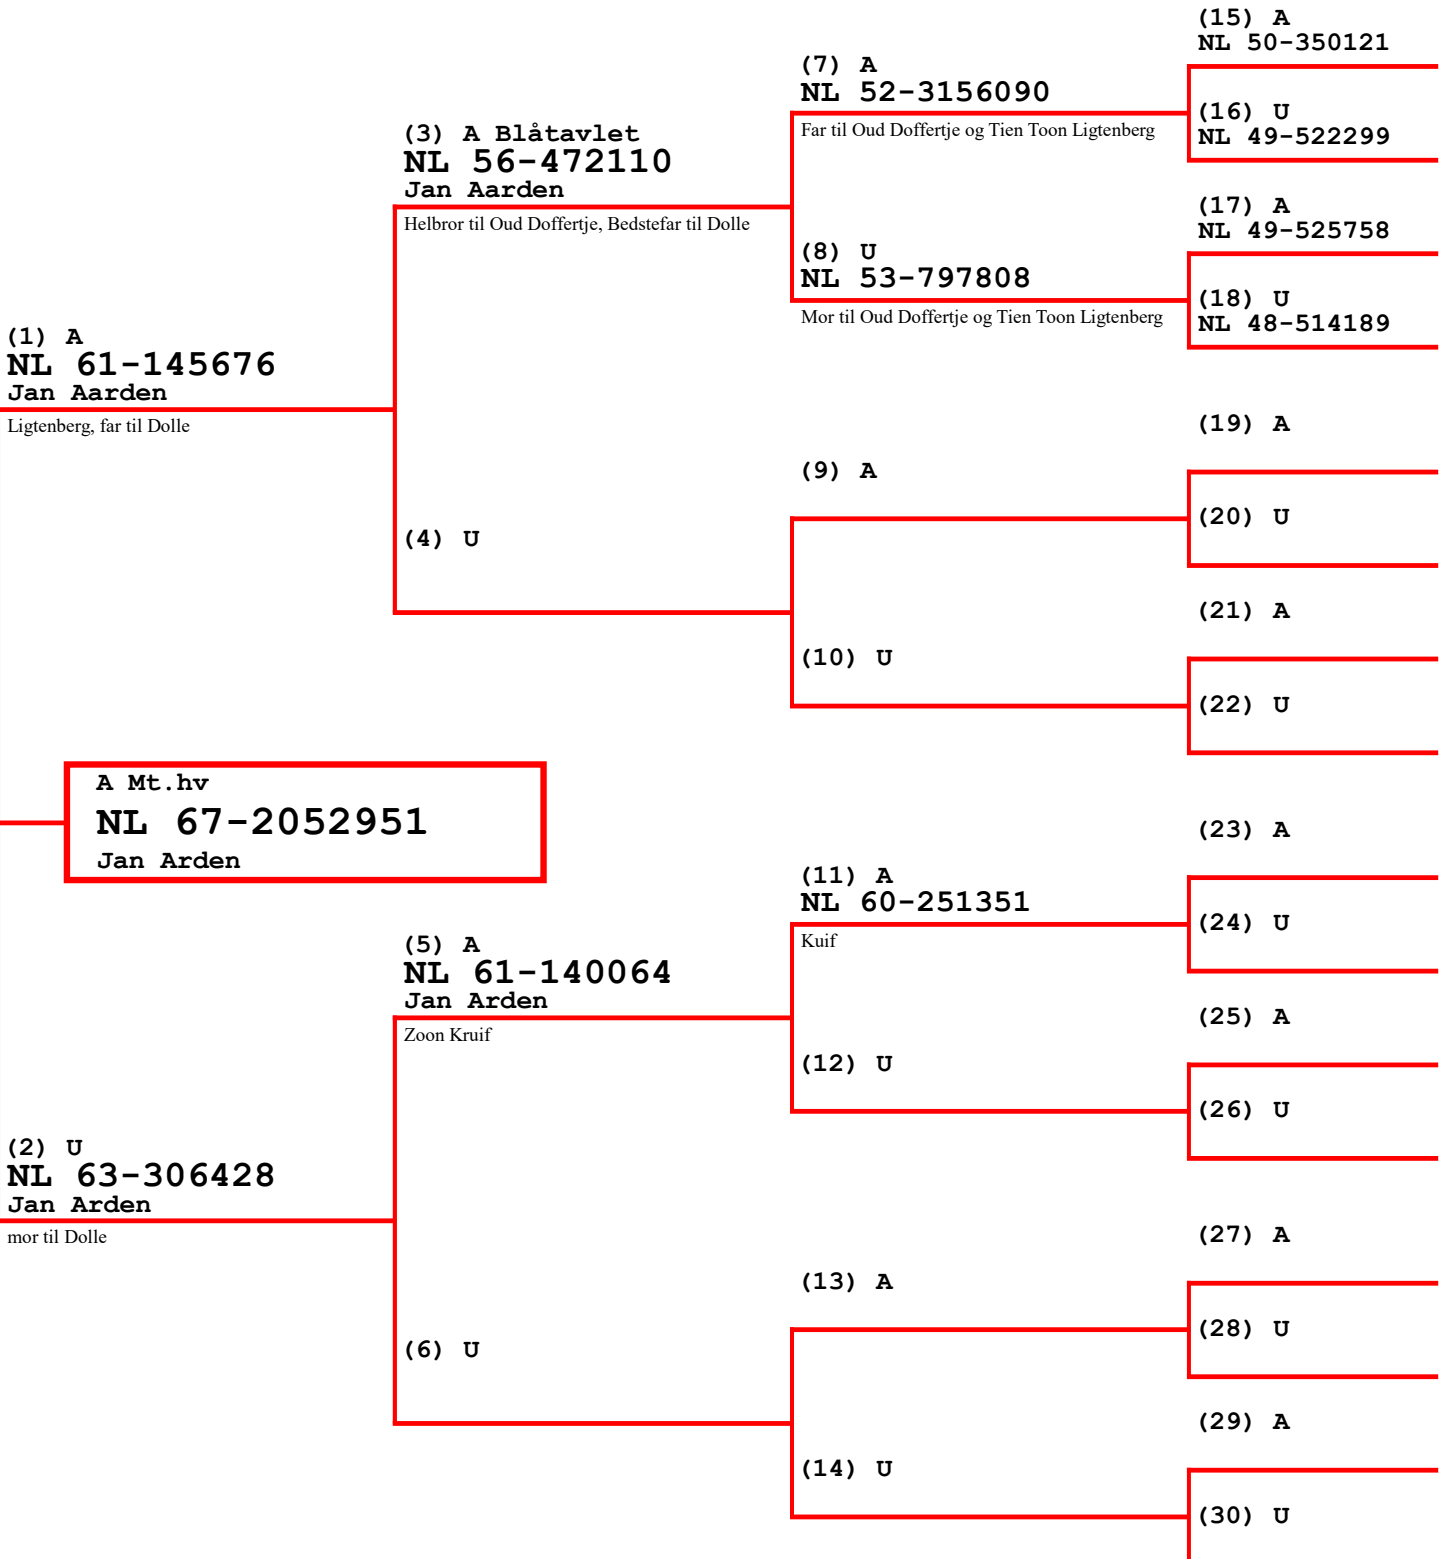 (15) A
NL 50-350121
(7) A
NL 52-3156090
Far til Oud Doffertje og Tien Toon Ligtenberg
(16) U
NL 49-522299
(3) A Blåtavlet
NL 56-472110
Jan Aarden
Helbror til Oud Doffertje, Bedstefar til Dolle
(17) A
NL 49-525758
(8) U
NL 53-797808
Mor til Oud Doffertje og Tien Toon Ligtenberg
(18) U
NL 48-514189
(1) A
NL 61-145676
Jan Aarden
Ligtenberg, far til Dolle
(19) A
(9) A
(20) U
(4) U
(21) A
(10) U
(22) U
A Mt.hv
NL 67-2052951
Jan Arden
(23) A
(11) A
NL 60-251351
Kuif
(24) U
(5) A
NL 61-140064
Jan Arden
Zoon Kruif
(25) A
(12) U
(26) U
(2) U
NL 63-306428
Jan Arden
mor til Dolle
(27) A
(13) A
(28) U
(6) U
(29) A
(14) U
(30) U